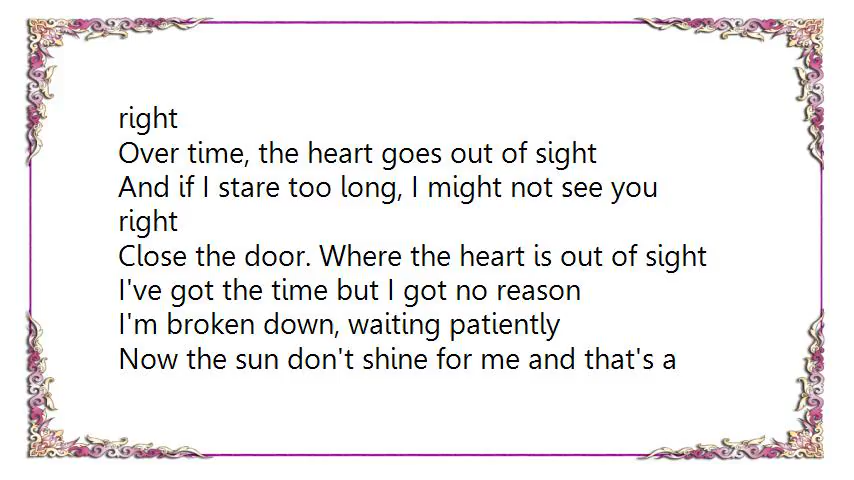 right
Over time, the heart goes out of sight
And if I stare too long, I might not see you
right
Close the door. Where the heart is out of sight
I've got the time but I got no reason
I'm broken down, waiting patiently
Now the sun don't shine for me and that's a